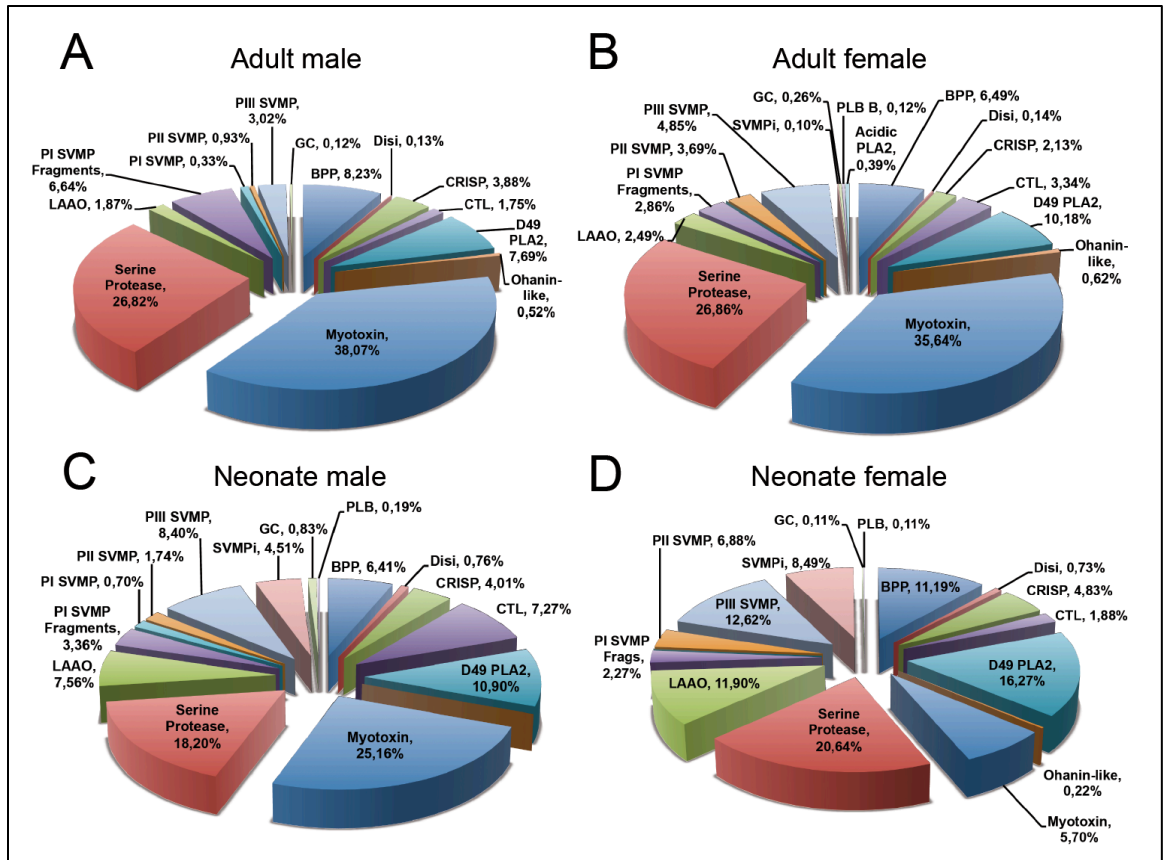 A
Adult male
PIII SVMP,
3,02%
PII SVMP, 0,93%
PI SVMP, 0,33%
PI SVMP
Fragments,
6,64%
LAAO, 1,87%
GC, 0,12%
Disi, 0,13%
BPP, 8,23%
CRISP, 3,88%
CTL, 1,75%
D49
PLA2
7,69%
Ohanin-
like,
0,52%
Serine
Protease,
26,82%
Myotoxin,
38,07%
B
Adult female
GC, 0,26%
PLB B, 0,12%
BPP, 6,49%
PIII SVMP,
4,85%
SVMPi, 0,10%
Acidic
PLA2,
0,39%
Disi, 0,14%
CRISP, 2,13%
PII SVMP, 3,69%
PI SVMP
Fragments,
2,86%
CTL, 3,34%
D49 PLA2,
10,18%
LAAO, 2,49%
Ohanin-
like,
0,62%
Serine
Protease,
26,86%
Myotoxin,
35,64%
C
Neonate male
PIII SVMP,
8,40%
GC, 0,83%
PLB, 0,19%
SVMPi, 4,51%
PII SVMP, 1,74%
BPP, 6,41%
Disi, 0,76%
CRISP, 4,01%
PI SVMP, 0,70%
PI SVMP
Fragments,
3,36%
CTL, 7,27%
LAAO,
7,56%
D49 PLA2
10,90%
Serine
Protease,
18,20%
Myotoxin,
25,16%
D
Neonate female
GC, 0,11%
PLB, 0,11%
PII SVMP, 6,88%
SVMPi, 8,49%
Disi, 0,73%
BPP, 11,19%
CRISP, 4,83%
PIII SVMP,
12,62%
CTL, 1,88%
PI SVMP
Frags,
2,27%
D49 PLA2,
16,27%
LAAO, 11,90%
Serine
Protease,
20,64%
Ohanin-like,
0,22%
Myotoxin,
5,70%